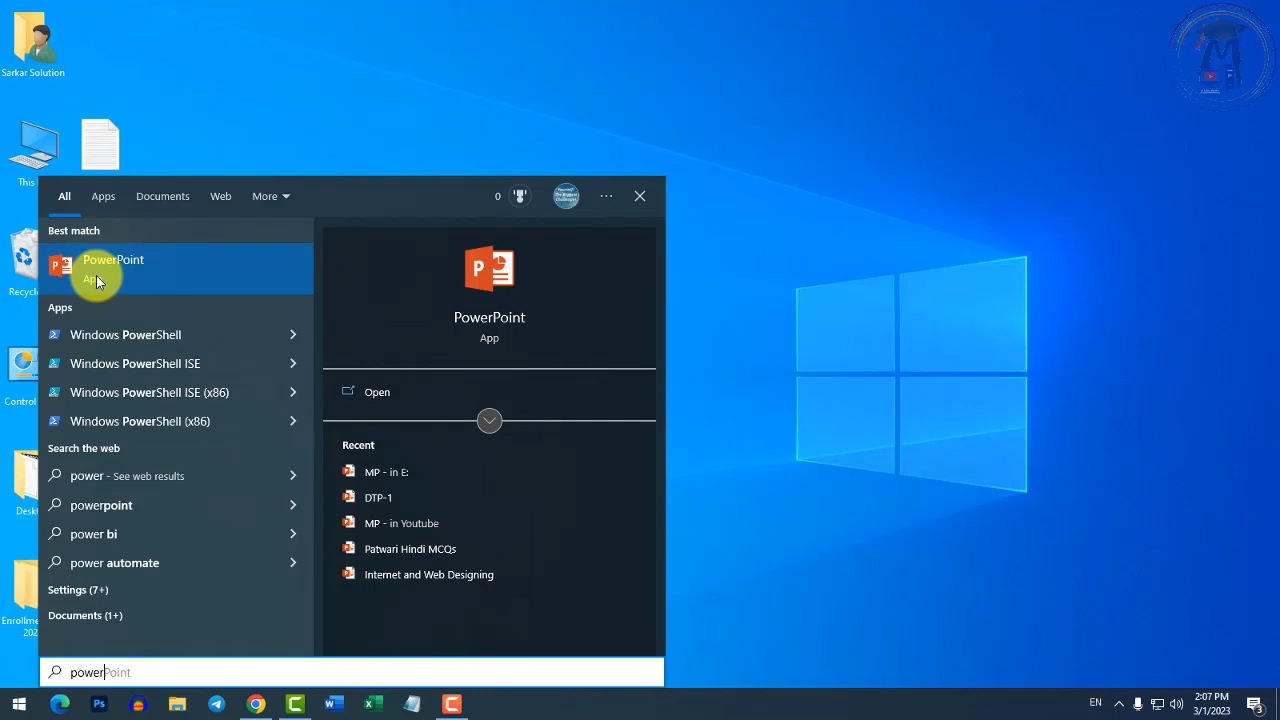 Sarkar Solution
This
Recycle
Control
Deskt
Enrollme
202
All
Apps
Documents
Web
More
0
Best match
PowerPoint
App
Apps
Windows PowerShell
Windows PowerShell ISE
Windows PowerShell ISE (x86)
Windows PowerShell (x86)
Search the web
power - See web results
powerpoint
power bi
power automate
Settings (7+)
Documents (1+)
PowerPoint
App
Open
Recent
MP - in E:
DTP-1
MP - in Youtube
Patwari Hindi MCQs
Internet and Web Designing
powerPoint
EN
2:07 PM
3/1/2023
3